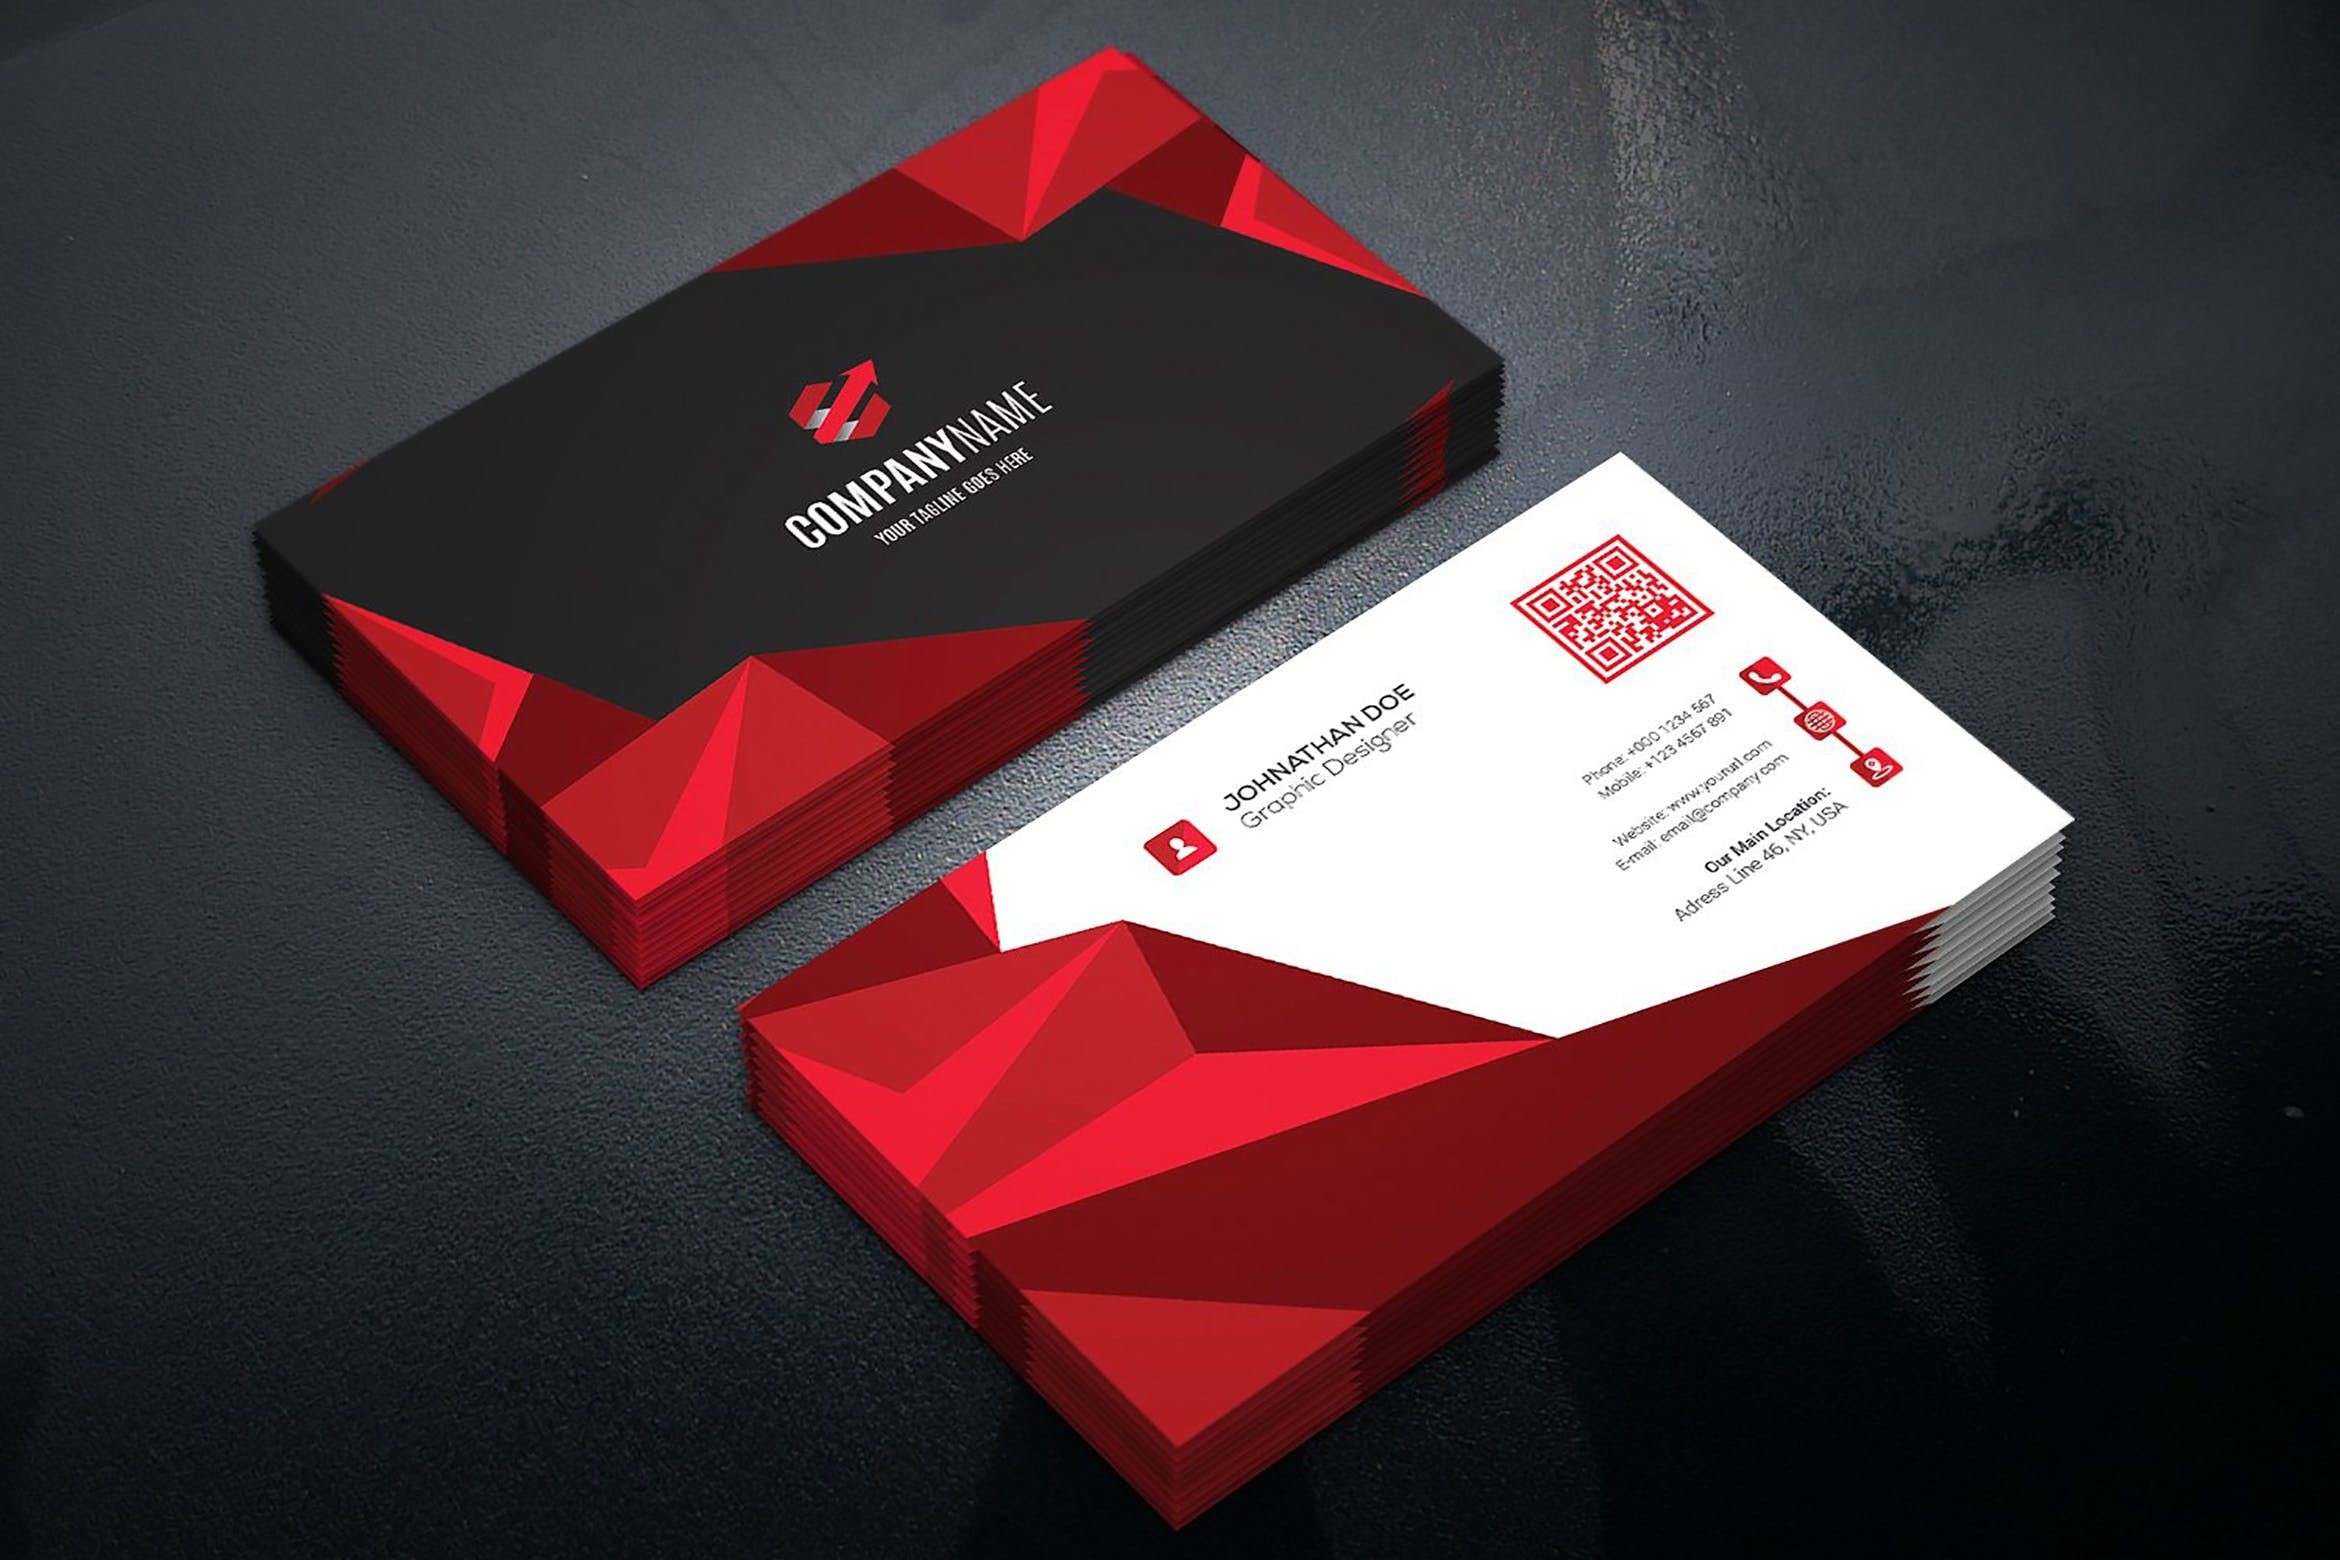 COMPANYNAME
YOUR TAGLINE GOES HERE
JOHNATHAN DOE
Graphic Designer
Phone: +000 1234 567
Mobile: +123 4567 891
Website: www.yoururl.com
E-mail: email@company.com
Our Main Location:
Adress Line 46, NY, USA